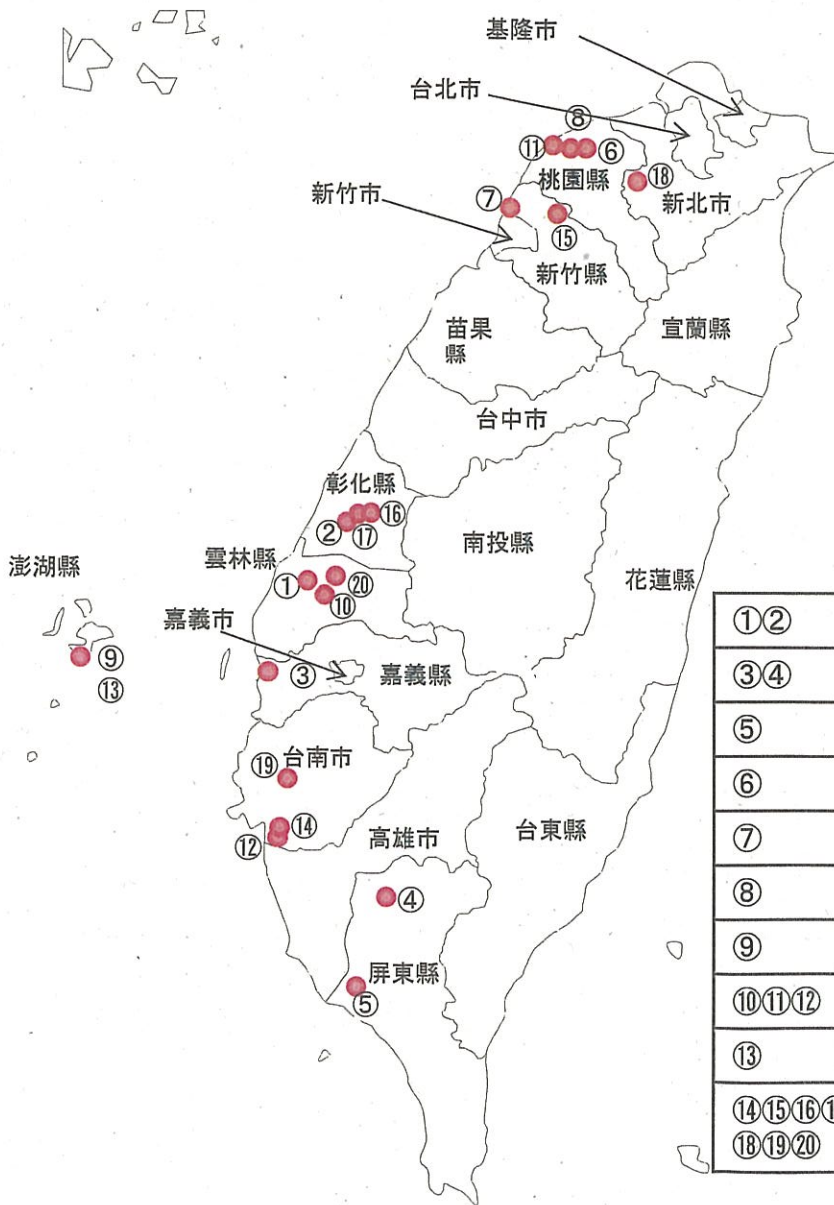 基隆市
台北市
⑧
⑪
⑥
桃園縣
⑱
新北市
⑦
新竹市
⑮
新竹縣
苗果
縣
宜蘭縣
台中市
彰化縣
②
⑰
⑯
南投縣
花蓮縣
澎湖縣
雲林縣
①
⑩
⑳
嘉義市
⑨
⑬
③
嘉義縣
⑲
台南市
⑭
⑫
高雄市
台東縣
④
屏東縣
⑤
①②
③④
⑤
⑥
⑦
⑧
⑨
⑩⑪⑫
⑬
⑭⑮⑯
⑱⑲⑳